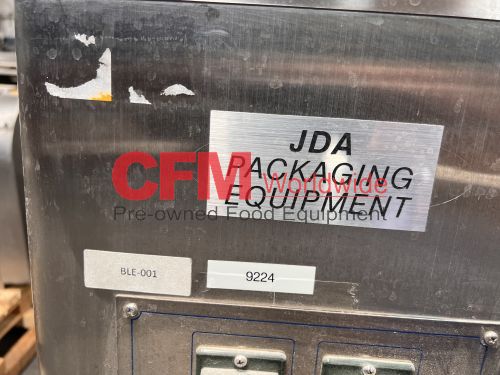 JDA
PACKAGING
EQUIPMENT
CFM Worldwide
Pre-owned Food Equipment
BLE-001
9224